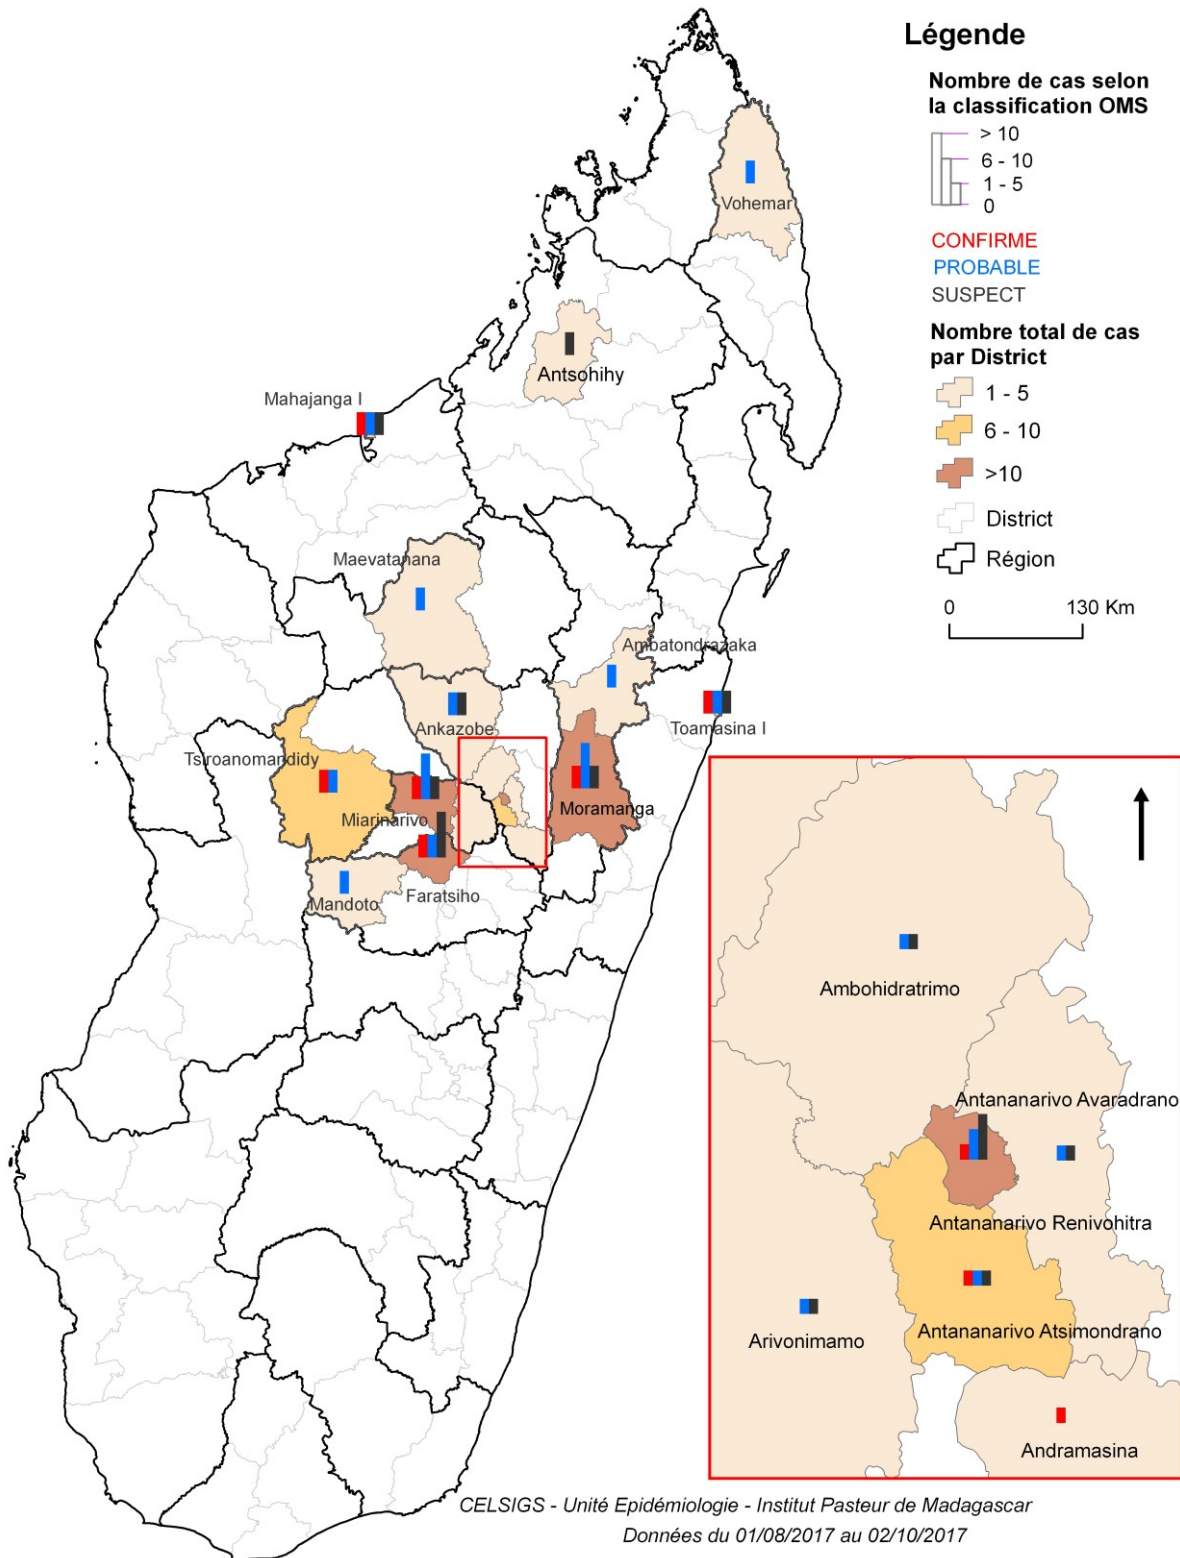 Légende
Nombre de cas selon
la classification OMS
> 10
6 - 10
1 - 5
0
CONFIRME
PROBABLE
SUSPECT
Nombre total de cas
par District
1 - 5
6 - 10
>10
District
Région
0 130 Km
Vohemar
Antsohihy
Mahajanga I
Maevatanana
Ambatondrazaka
Ankazobe
Toamasina I
Tsiroanomandidy
Moramanga
Miarinarivo
Faratsiho
Mandoto
Ambohidratrimo
Antananarivo Avaradrano
Antananarivo Renivohitra
Arivonimamo
Antananarivo Atsimondrano
Andramasina
CELSIGS - Unité Epidémiologie - Institut Pasteur de Madagascar
Données du 01/08/2017 au 02/10/2017